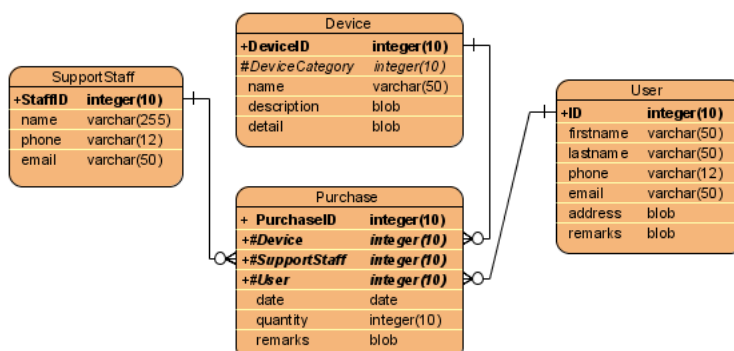 Device
+DeviceID integer(10)
#DeviceCategory integer(10)
name varchar(50)
description blob
detail blob
SupportStaff
+StaffID integer(10)
name varchar(255)
phone varchar(12)
email varchar(50)
User
+ID integer(10)
firstname varchar(50)
lastname varchar(50)
phone varchar(12)
email varchar(50)
address blob
remarks blob
Purchase
+ PurchaseID integer(10)
+#Device integer(10)
+#SupportStaff integer(10)
+#User integer(10)
date date
quantity integer(10)
remarks blob